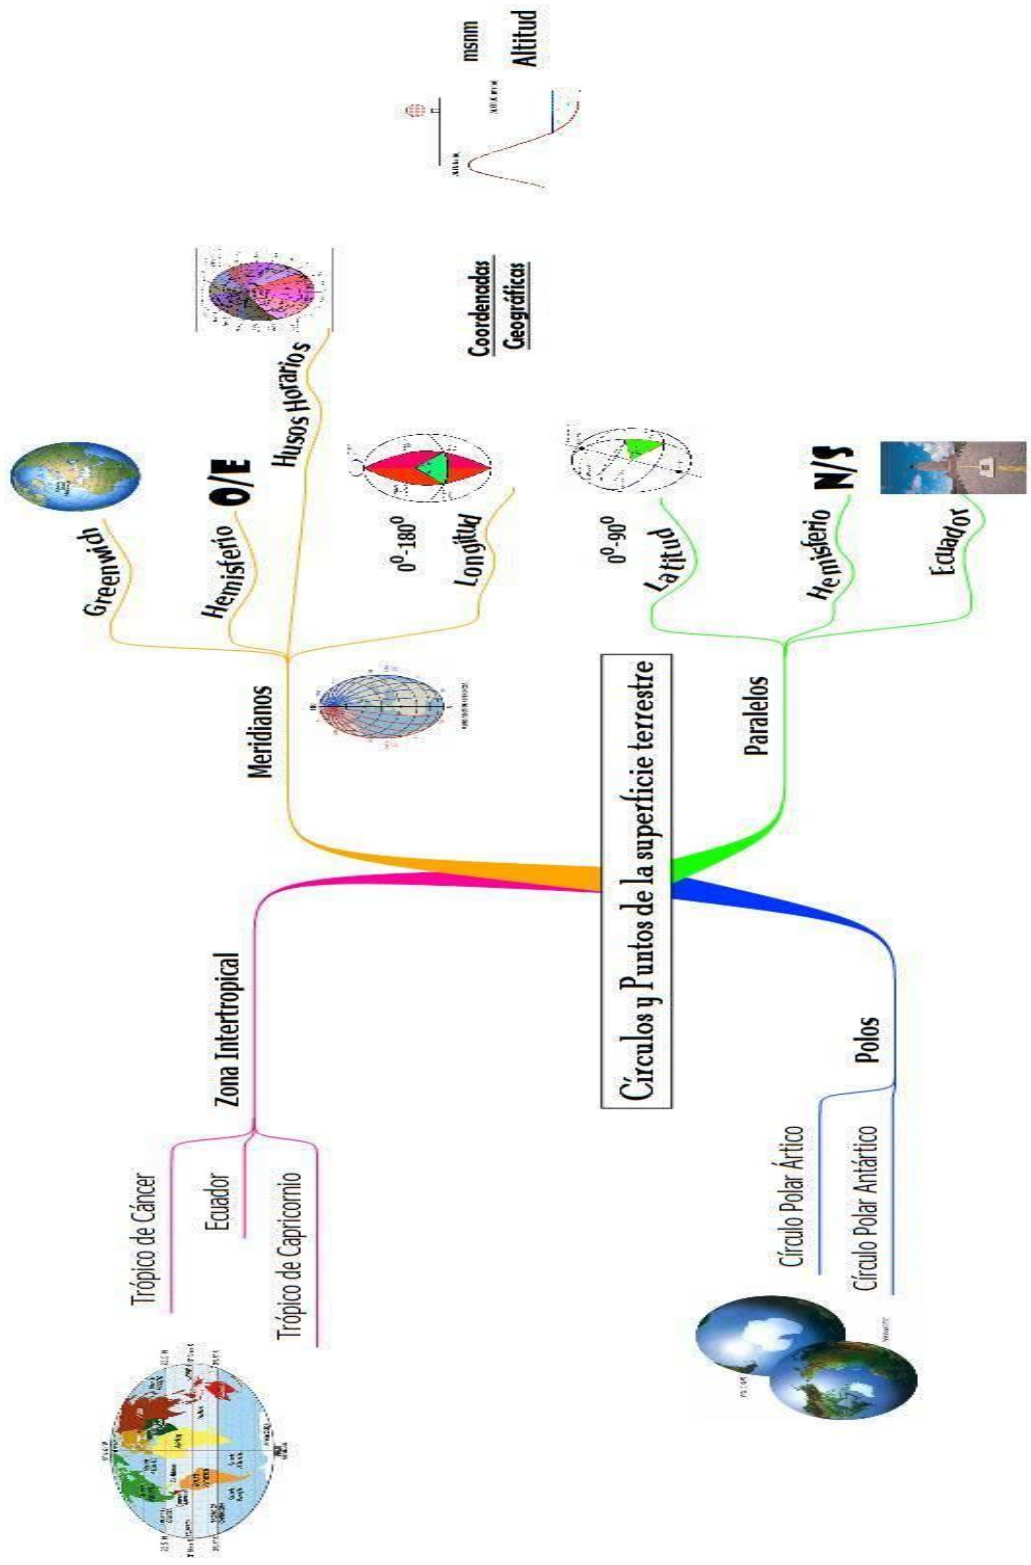 Círculos y Puntos de la superficie terrestre
Zona Intertropical
Trópico de Cáncer
Ecuador
Trópico de Capricornio
Meridianos
Greenwich
Hemisferio O/E
Husos Horarios
0º-180º
Longitud
Paralelos
0º-90º
Latitud
Hemisferio N/S
Ecuador
Polos
Círculo Polar Ártico
Círculo Polar Antártico
Coordenadas
Geográficas
msnm
Altitud